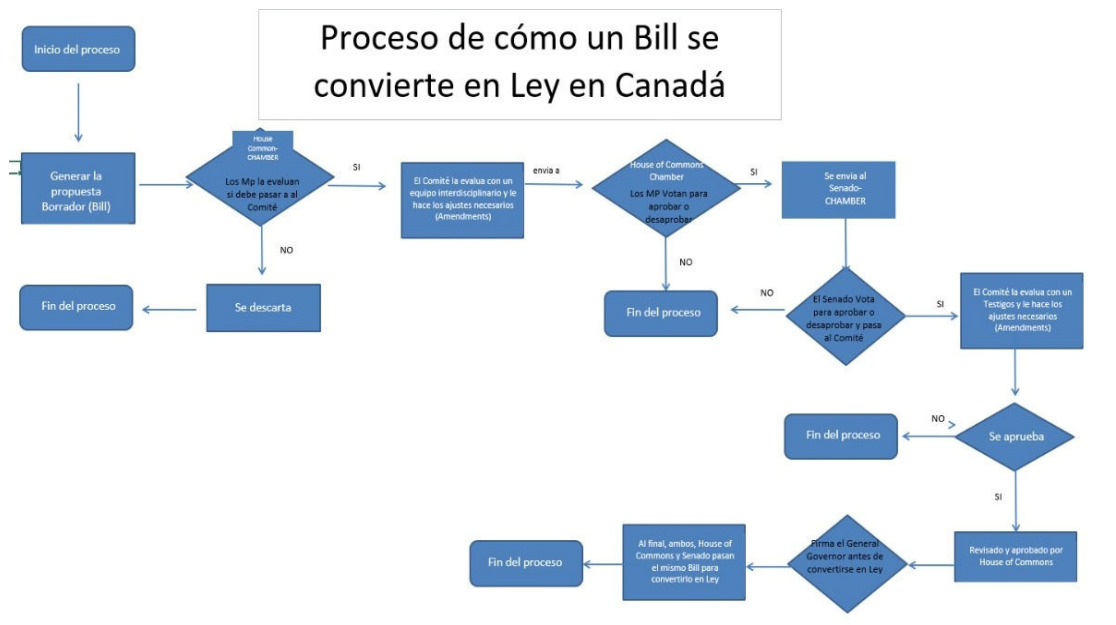 Proceso de cómo un Bill se
convierte en Ley en Canadá
Inicio del proceso
Generar la
propuesta
Borrador (Bill)
House
Common-
CHAMBER
Los Mp la evaluan
si debe pasar a al
Comité
SI
El Comité la evalua con un
equipo interdisciplinario y le
hace los ajustes necesarios
(Amendments)
envia a
House of Commons
Chamber
Los MP Votan para
aprobar o
desaprobar
SI
Se envia al
Senado-
CHAMBER
NO
Se descarta
Fin del proceso
NO
Fin del proceso
NO
El Senado Vota
para aprobar o
desaprobar y pasa
al Comité
SI
El Comité la evalua con un
Testigos y le hace los
ajustes necesarios
(Amendments)
Fin del proceso
NO
>
Se aprueba
SI
Fin del proceso
Al final, ambos, House of
Commons y Senado pasan
el mismo Bill para
convertirlo en Ley
Firma el General
Governor antes de
convertirse en Ley
Revisado y aprobado por
House of Commons